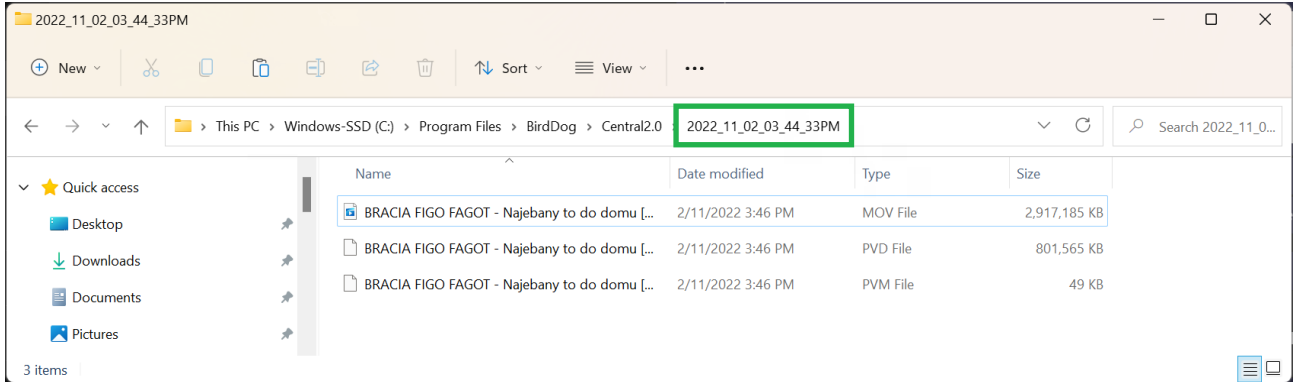 2022_11_02_03_44_33PM
New Sort View •••
This PC > Windows-SSD (C:) > Program Files > BirdDog > Central2.0 > 2022_11_02_03_44_33PM Search 2022_11_0...
Name Date modified Type Size
Quick access
Desktop
Downloads
Documents
Pictures
BRACIA FIGO FAGOT - Najebany to do domu [... 2/11/2022 3:46 PM MOV File 2,917,185 KB
BRACIA FIGO FAGOT - Najebany to do domu [... 2/11/2022 3:46 PM PVD File 801,565 KB
BRACIA FIGO FAGOT - Najebany to do domu [... 2/11/2022 3:46 PM PVM File 49 KB
3 items